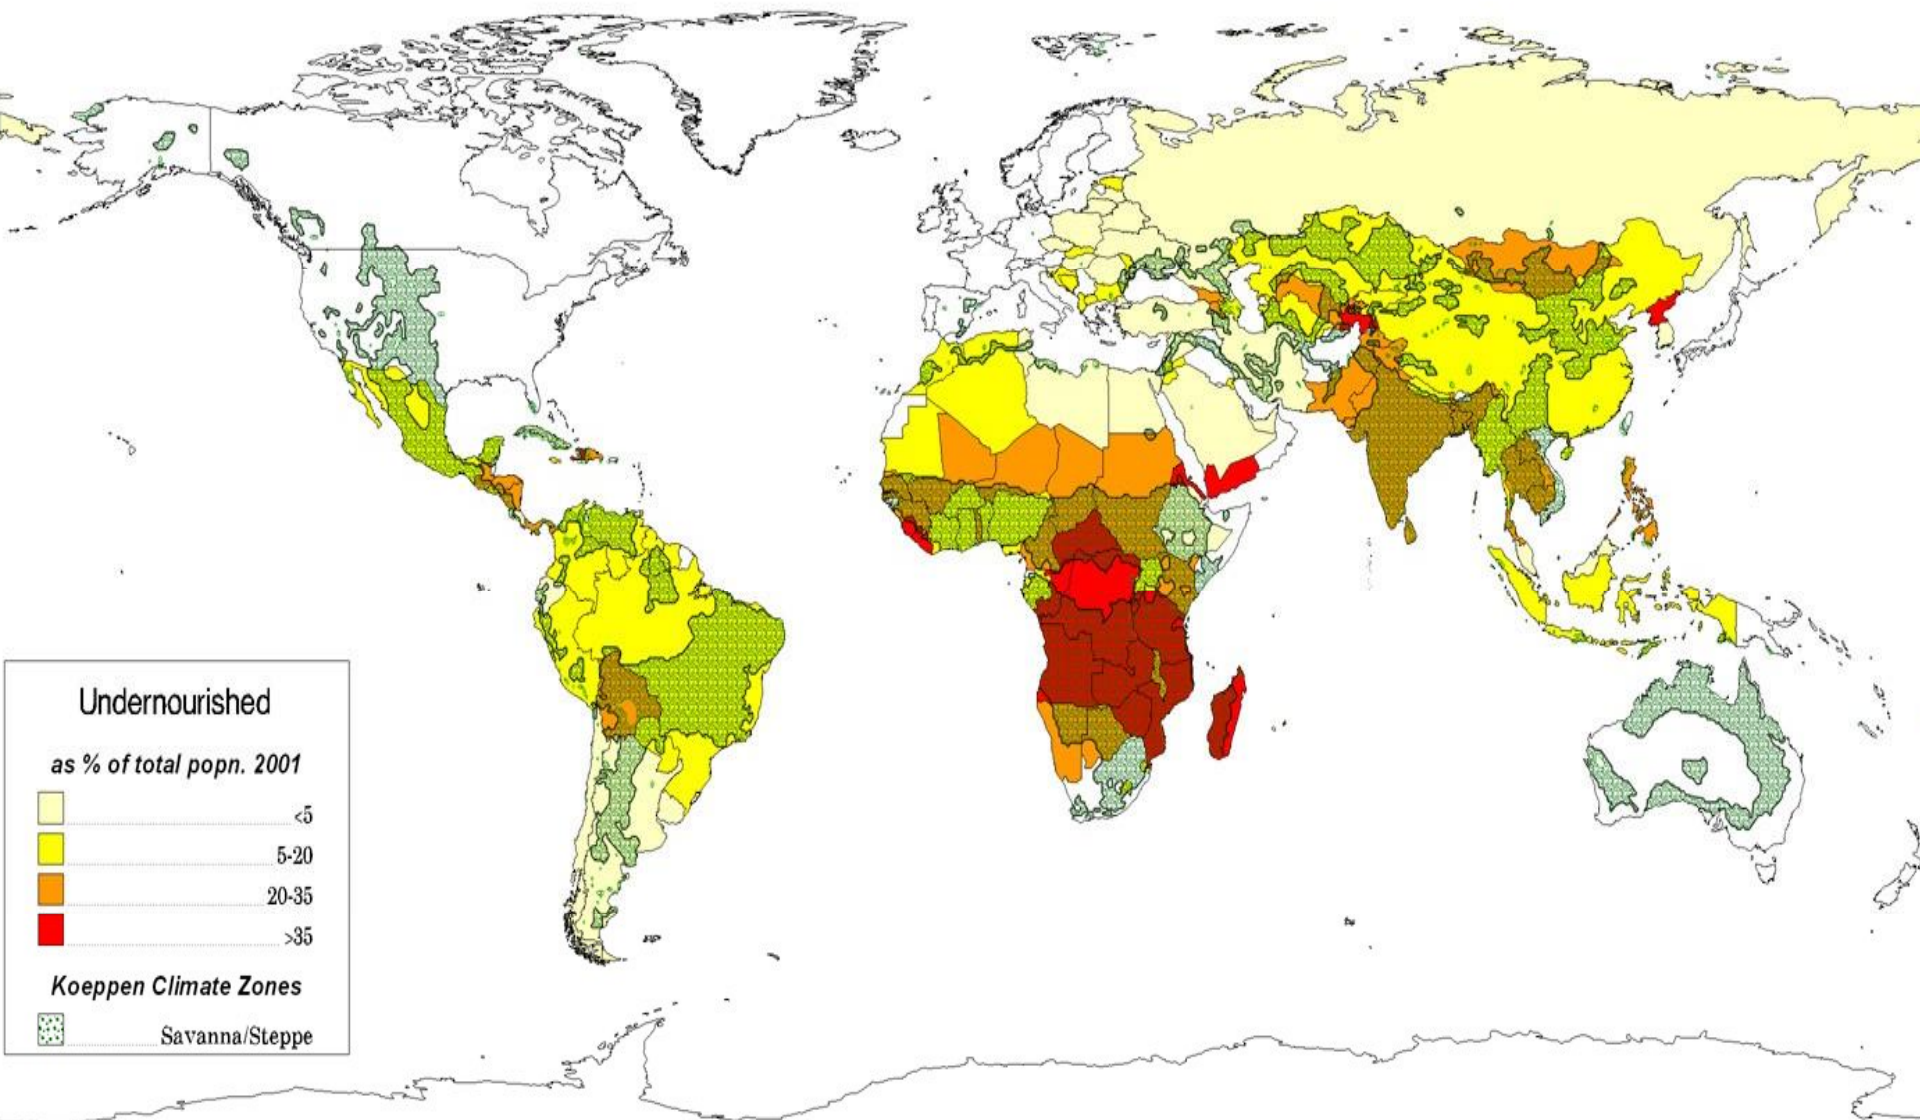 Undernourished
as % of total popn. 2001
<5
5-20
20-35
>35
Koeppen Climate Zones
Savanna/Steppe